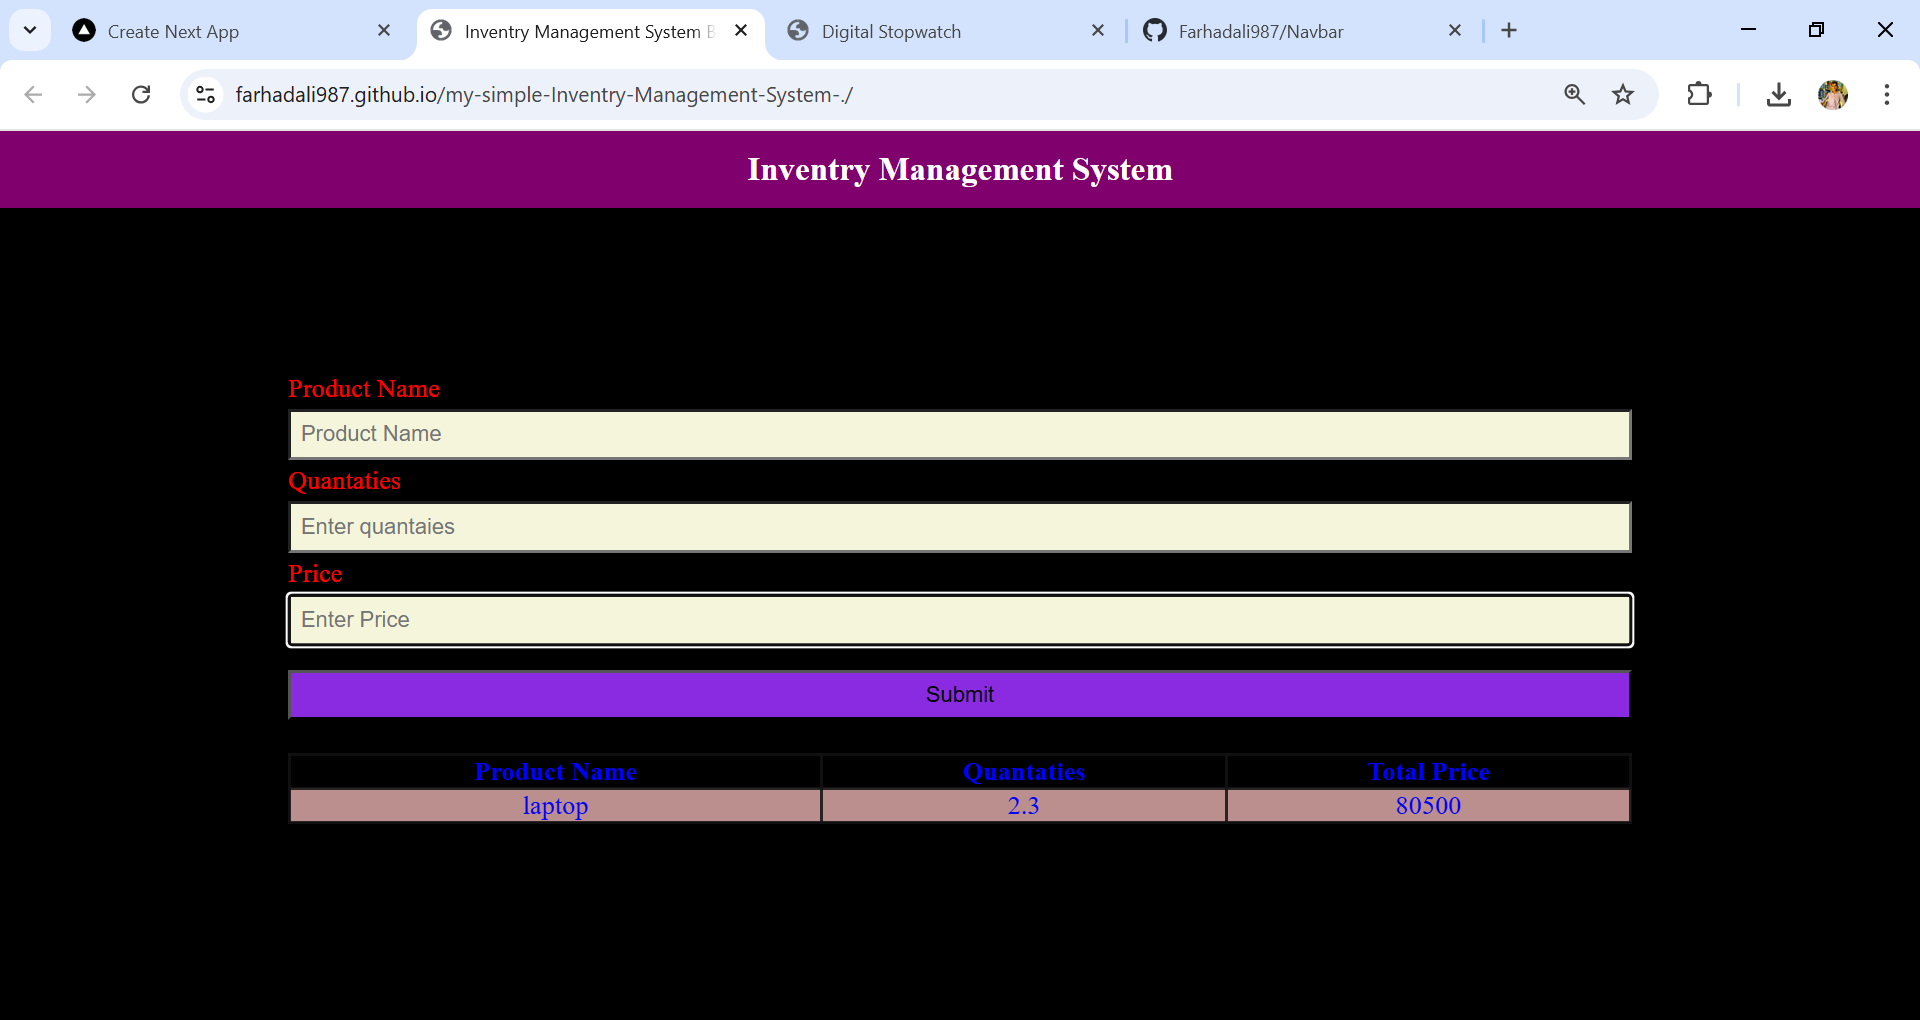 Create Next App
Inventry Management System B
Digital Stopwatch
Farhadali987/Navbar
farhadali987.github.io/my-simple-Inventry-Management-System-./
Inventry Management System
Product Name
Product Name
Quantaties
Enter quantaies
Price
Enter Price
Submit
Product Name Quantaties Total Price
laptop 2.3 80500